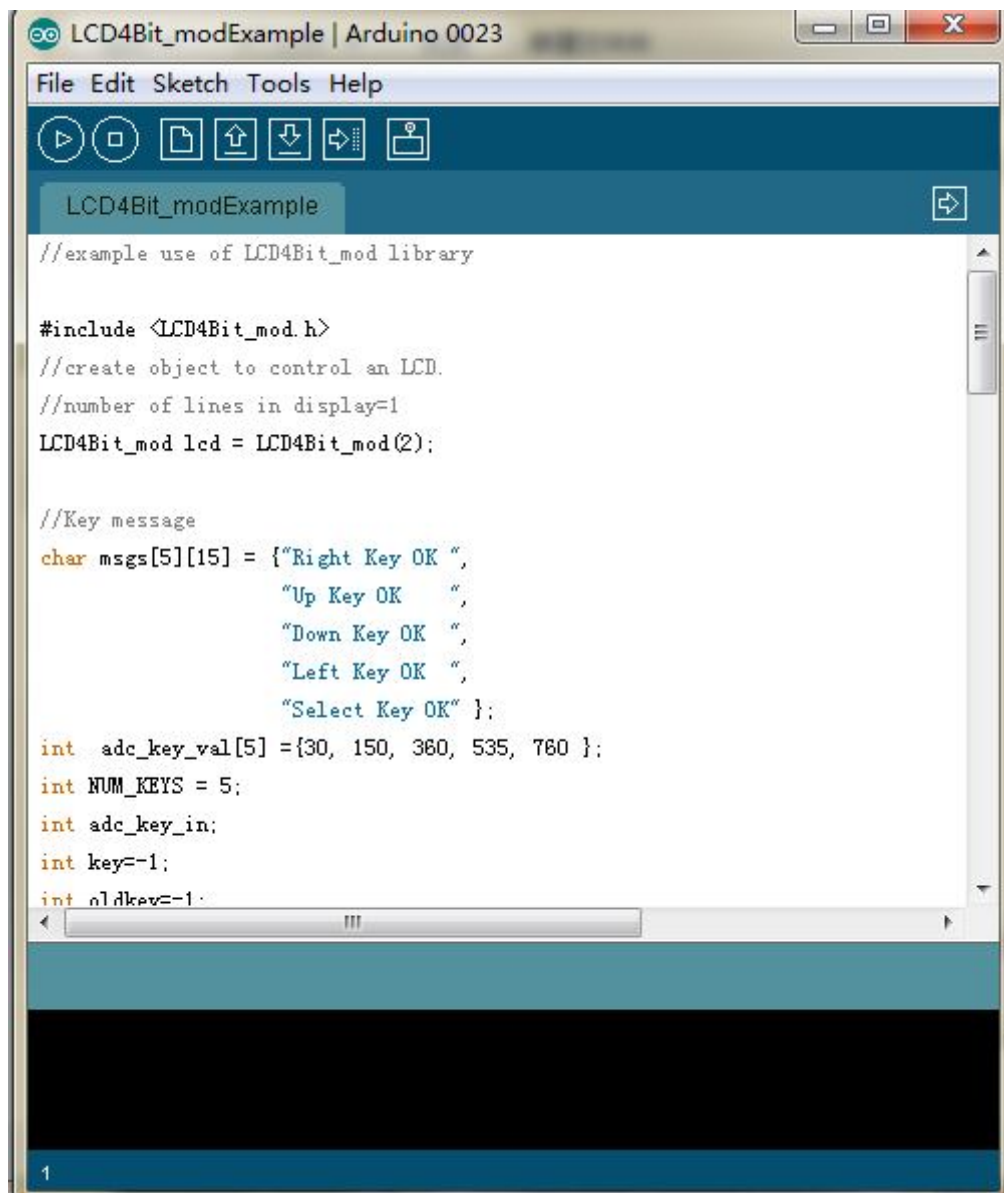 LCD4Bit_modExample | Arduino 0023
File Edit Sketch Tools Help
LCD4Bit_modExample
//example use of LCD4Bit_mod library
#include <LCD4Bit_mod.h>
//create object to control an LCD.
//number of lines in display=1
LCD4Bit_mod lcd = LCD4Bit_mod(2);
//Key message
char msgs[5][15] = {"Right Key OK ",
"Up Key OK    ",
"Down Key OK  ",
"Left Key OK  ",
"Select Key OK" };
int  adc_key_val[5] ={30, 150, 360, 535, 760 };
int NUM_KEYS = 5;
int adc_key_in;
int key=-1;
int oldkey=-1;
1